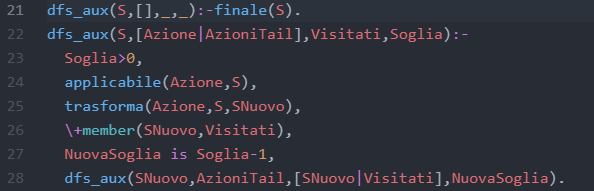 21 dfs_aux(S,[],_,_):-finale(S).
22 dfs_aux(S,[Azione|AzioniTail],Visitati,Soglia):-
23 Soglia>0,
24 applicabile(Azione,S),
25 trasforma(Azione,S,SNuovo),
26 \+member(SNuovo,Visitati),
27 NuovaSoglia is Soglia-1,
28 dfs_aux(SNuovo,AzioniTail,[SNuovo|Visitati],NuovaSoglia).